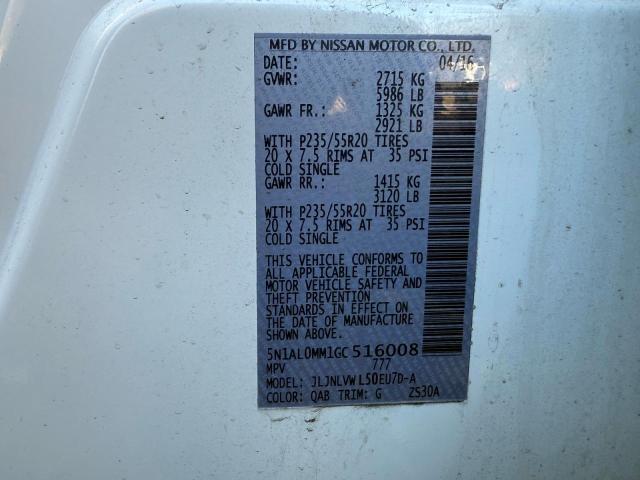 MFD BY NISSAN MOTOR CO., LTD.
DATE: 04/16
GVWR: 2715 KG
5986 LB
GAWR FR.: 1325 KG
2921 LB
WITH P235/55R20 TIRES
20 X 7.5 RIMS AT 35 PSI
COLD SINGLE
GAWR RR.: 1415 KG
3120 LB
WITH P235/55R20 TIRES
20 X 7.5 RIMS AT 35 PSI
COLD SINGLE
THIS VEHICLE CONFORMS TO
ALL APPLICABLE FEDERAL
MOTOR VEHICLE SAFETY AND
THEFT PREVENTION
STANDARDS IN EFFECT ON
THE DATE OF MANUFACTURE
SHOWN ABOVE.
5N1AL0MM1GC516008
MPV 777
MODEL: JLJNLVWL50EU7D-A
COLOR: QAB TRIM: G ZS30A